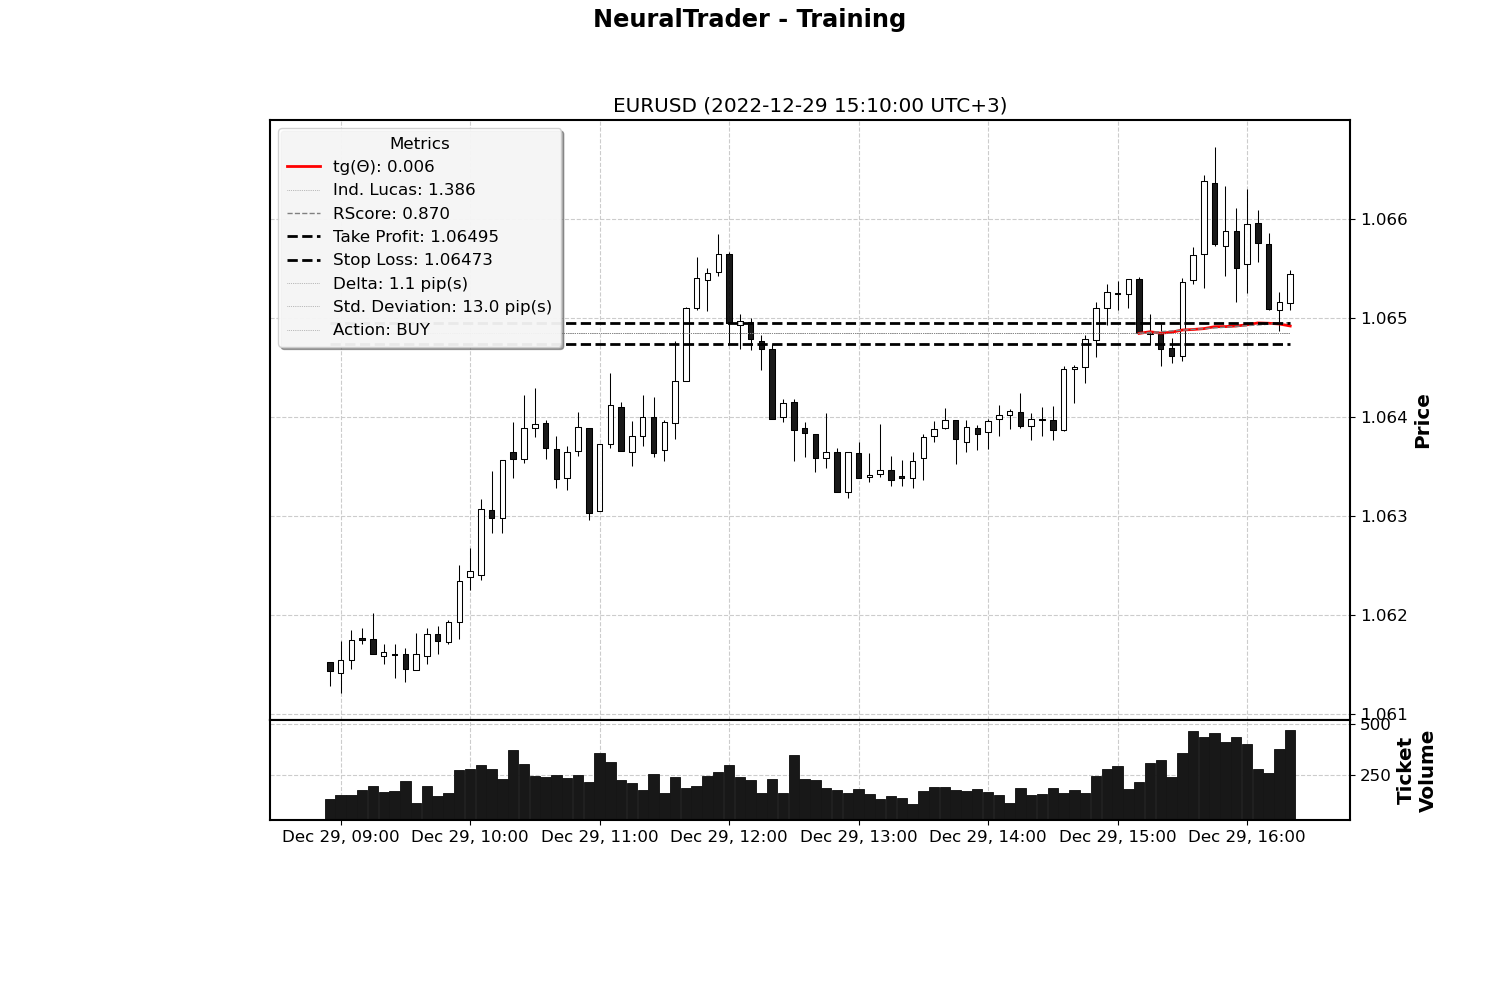 NeuralTrader - Training
EURUSD (2022-12-29 15:10:00 UTC+3)
Metrics
tg(Θ): 0.006
Ind. Lucas: 1.386
RScore: 0.870
Take Profit: 1.06495
Stop Loss: 1.06473
Delta: 1.1 pip(s)
Std. Deviation: 13.0 pip(s)
Action: BUY
1.066
1.065
1.064
1.063
1.062
1.061
Price
500
250
Ticket
Volume
Dec 29, 09:00
Dec 29, 10:00
Dec 29, 11:00
Dec 29, 12:00
Dec 29, 13:00
Dec 29, 14:00
Dec 29, 15:00
Dec 29, 16:00